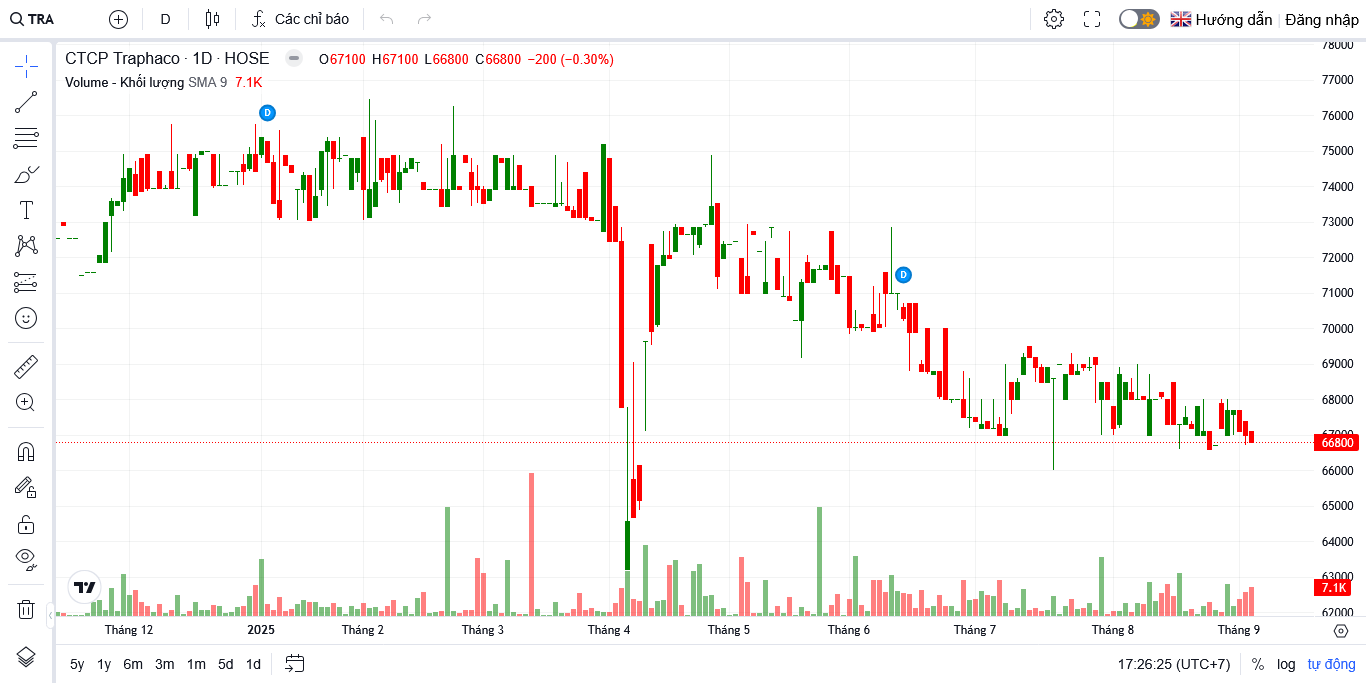 TRA D Các chỉ báo Hướng dẫn Đăng nhập
CTCP Traphaco · 1D · HOSE O67100 H67100 L66800 C66800 −200 (−0.30%)
Volume - Khối lượng SMA 9 7.1K
D
D
78000
77000
76000
75000
74000
73000
72000
71000
70000
69000
68000
67000
66800
66000
65000
64000
63000
7.1K
62000
Tháng 12 2025 Tháng 2 Tháng 3 Tháng 4 Tháng 5 Tháng 6 Tháng 7 Tháng 8 Tháng 9
5y 1y 6m 3m 1m 5d 1d 17:26:25 (UTC+7) % log tự động